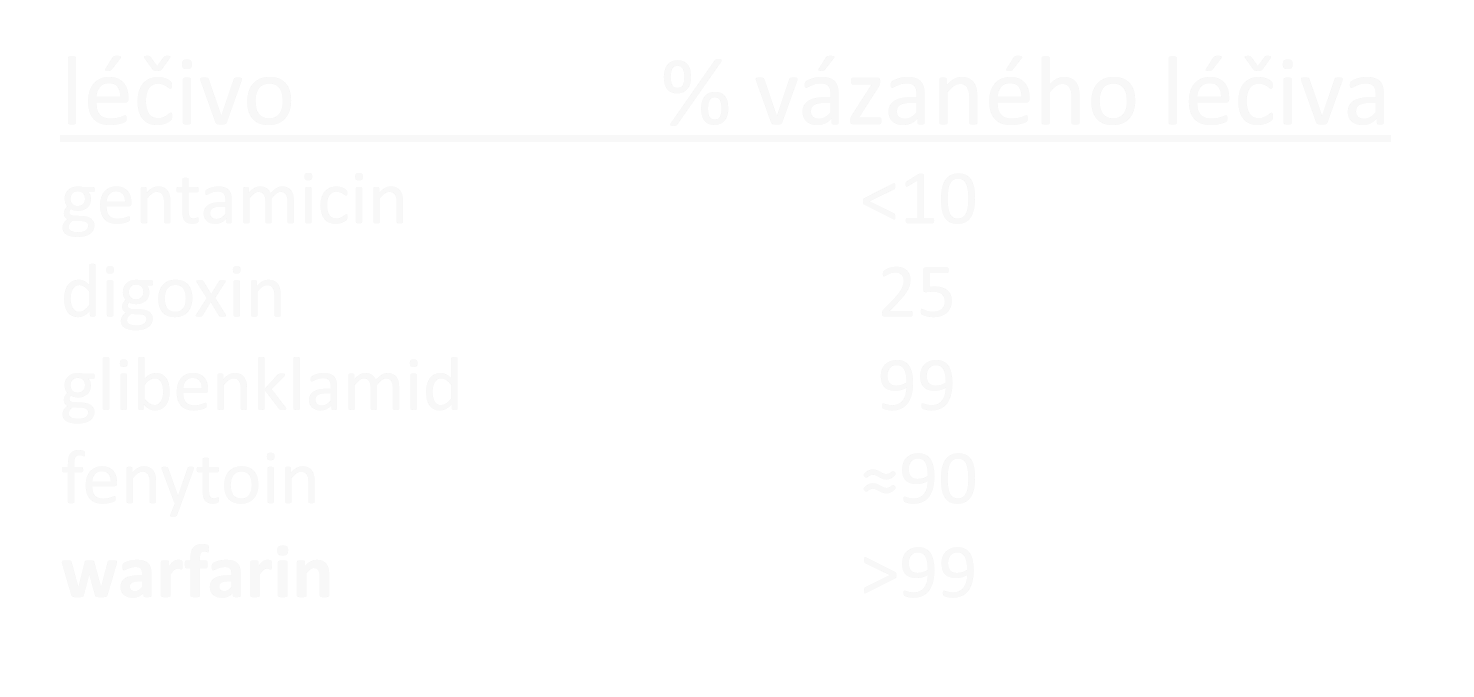 léčivo % vázaného léčiva
gentamicin <10
digoxin 25
glibenklamid 99
fenytoin ≈90
warfarin >99